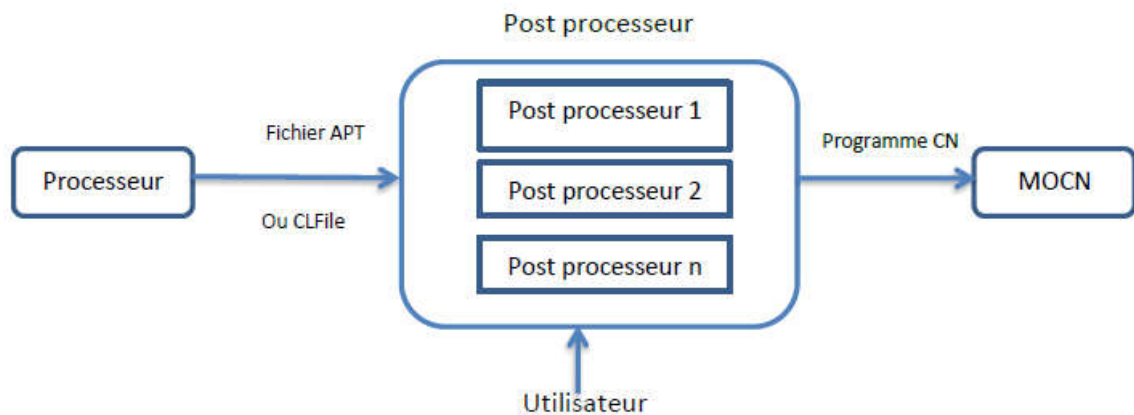 Post processeur
Post processeur 1
Fichier APT
Programme CN
Processeur
Post processeur 2
MOCN
Ou CLFile
Post processeur n
Utilisateur